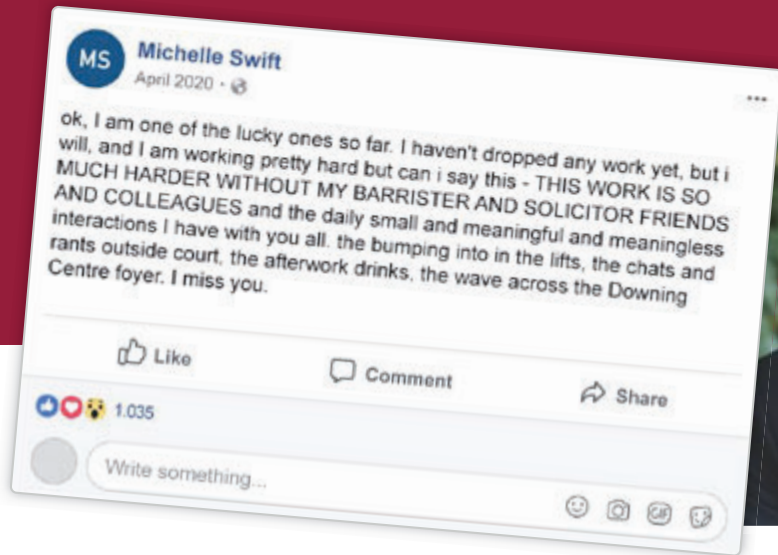 MS
Michelle Swift
April 2020 ·
...
ok, I am one of the lucky ones so far. I haven't dropped any work yet, but i
will, and I am working pretty hard but can i say this - THIS WORK IS SO
MUCH HARDER WITHOUT MY BARRISTER AND SOLICITOR FRIENDS
AND COLLEAGUES and the daily small and meaningful and meaningless
interactions I have with you all. the bumping into in the lifts, the chats and
rants outside court, the afterwork drinks, the wave across the Downing
Centre foyer. I miss you.
Like
Comment
Share
1.035
Write something...
GIF